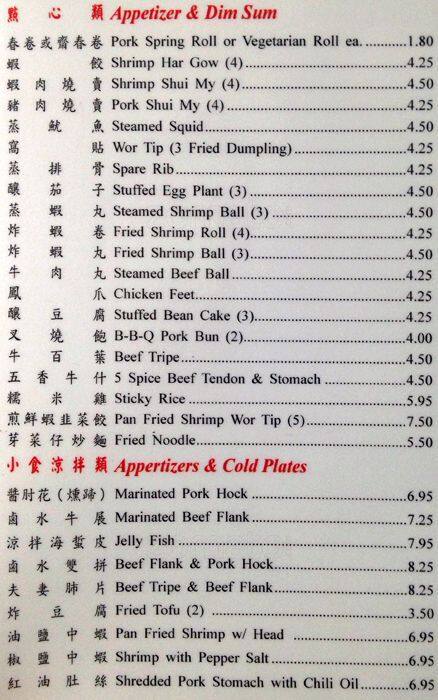 點心類 Appetizer & Dim Sum
春卷或齋春卷 Pork Spring Roll or Vegetarian Roll ea. ...........1.80
蝦餃 Shrimp Har Gow (4)..........................................4.25
蝦肉燒賣 Shrimp Shui My (4)..........................................4.50
豬肉燒賣 Pork Shui My (4)..............................................4.25
蒸魷魚 Steamed Squid..................................................4.50
窩貼 Wor Tip (3 Fried Dumpling)..............................4.25
蒸排骨 Spare Rib........................................................4.25
釀茄子 Stuffed Egg Plant (3)........................................4.50
蒸蝦丸 Steamed Shrimp Ball (3) ..................................4.50
炸蝦卷 Fried Shrimp Roll (4)........................................4.25
炸蝦丸 Fried Shrimp Ball (3)........................................4.50
牛肉丸 Steamed Beef Ball ...........................................4.25
鳳爪 Chicken Feet....................................................4.25
釀豆腐 Stuffed Bean Cake (3)......................................4.25
叉燒飽 B-B-Q Pork Bun (2)........................................4.00
牛百葉 Beef Tripe......................................................4.50
五香牛什 5 Spice Beef Tendon & Stomach ....................4.50
糯米雞 Sticky Rice .....................................................5.95
煎鮮蝦韭菜餃 Pan Fried Shrimp Wor Tip (5)..........................7.50
芽菜仔炒麵 Fried Noodle....................................................5.50
小食涼拌類 Appertizers & Cold Plates
醬肘花(燻蹄) Marinated Pork Hock ....................................6.95
鹵水牛展 Marinated Beef Flank ....................................7.25
涼拌海蜇皮 Jelly Fish ......................................................7.95
鹵水雙拼 Beef Flank & Pork Hock................................8.25
夫妻肺片 Beef Tripe & Beef Flank................................8.25
炸豆腐 Fried Tofu (2) ................................................3.50
油鹽中蝦 Pan Fried Shrimp w/ Head ............................6.95
椒鹽中蝦 Shrimp with Pepper Salt.................................6.95
紅油肚絲 Shredded Pork Stomach with Chili Oil............6.95